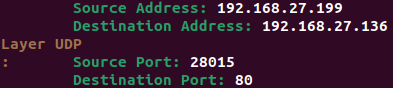 Source Address: 192.168.27.199
Destination Address: 192.168.27.136
Layer UDP
: Source Port: 28015
Destination Port: 80